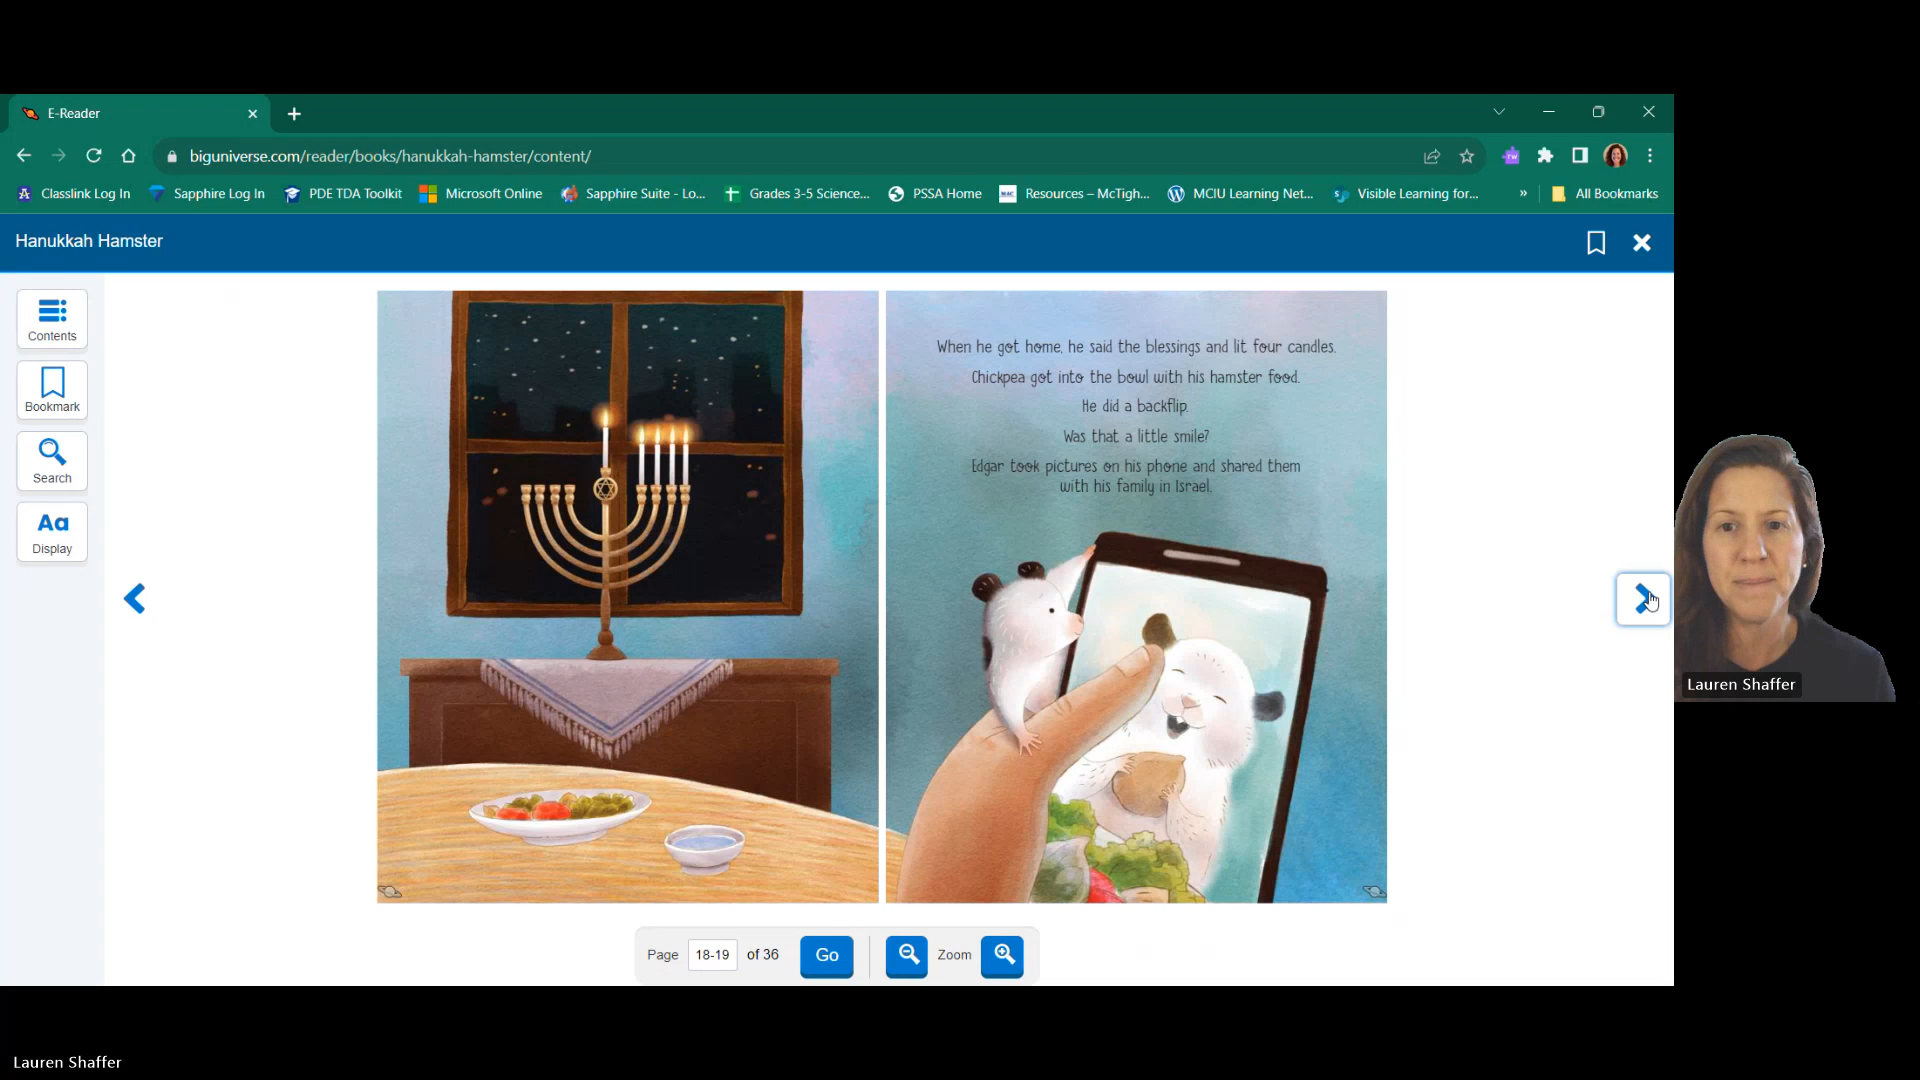 E-Reader
biguniverse.com/reader/books/hanukkah-hamster/content/
Classlink Log In
Sapphire Log In
PDE TDA Toolkit
Microsoft Online
Sapphire Suite - Lo...
Grades 3-5 Science...
PSSA Home
Resources – McTigh...
MCIU Learning Net...
Visible Learning for...
»
All Bookmarks
Hanukkah Hamster
Contents
Bookmark
Search
Aa
Display
When he got home, he said the blessings and lit four candles.
Chickpea got into the bowl with his hamster food.
He did a backflip.
Was that a little smile?
Edgar took pictures on his phone and shared them
with his family in Israel.
Page 18-19 of 36 Go Zoom
Lauren Shaffer
Lauren Shaffer